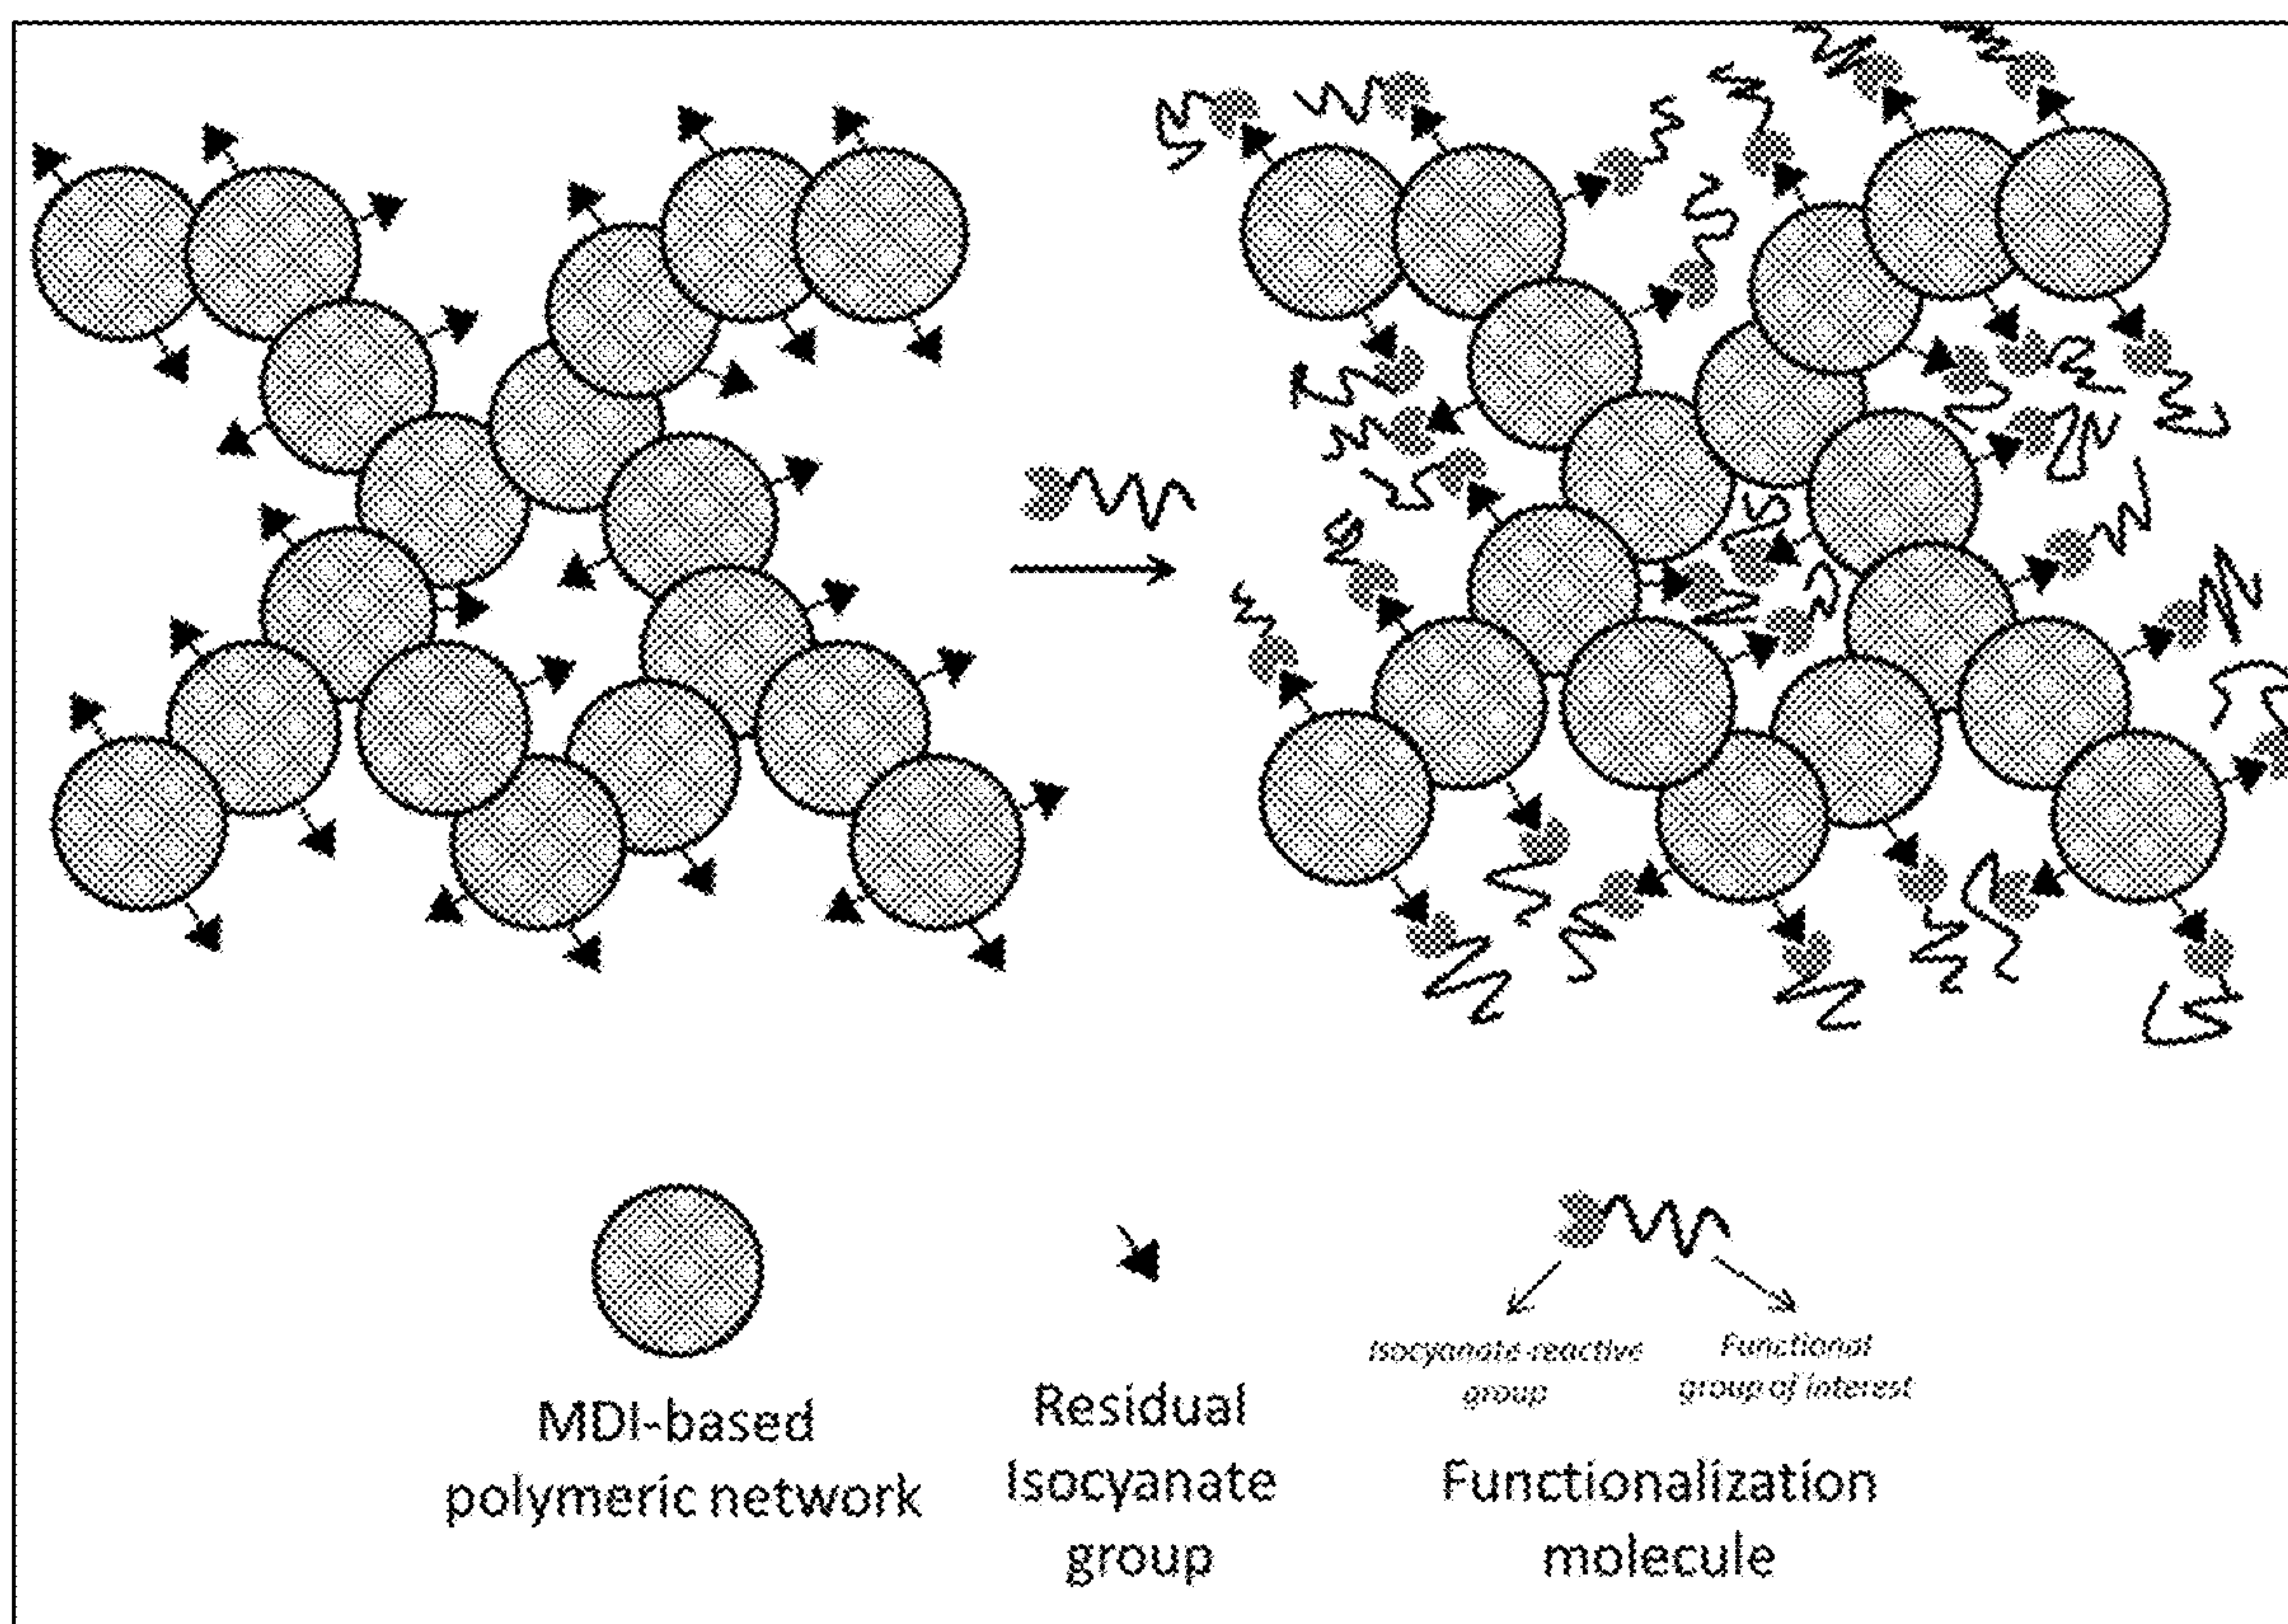 Isocyanate-reactive
group
Functional
group of interest
MDI-based
polymeric network
Residual
Isocyanate
group
Functionalization
molecule